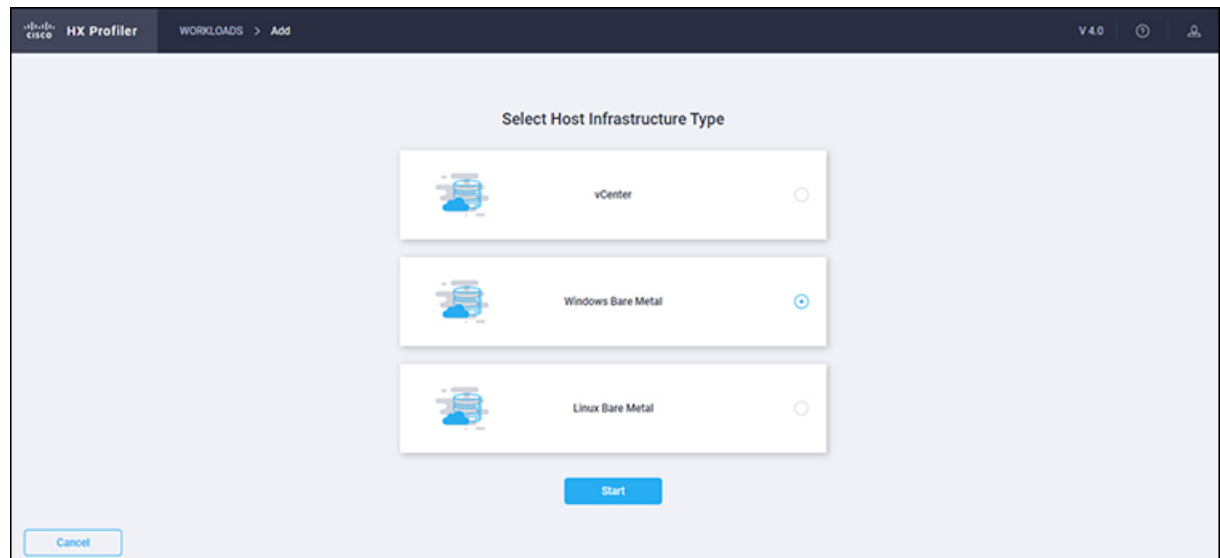 cisco HX Profiler WORKLOADS > Add V 4.0
Select Host Infrastructure Type
vCenter
Windows Bare Metal
Linux Bare Metal
Start
Cancel